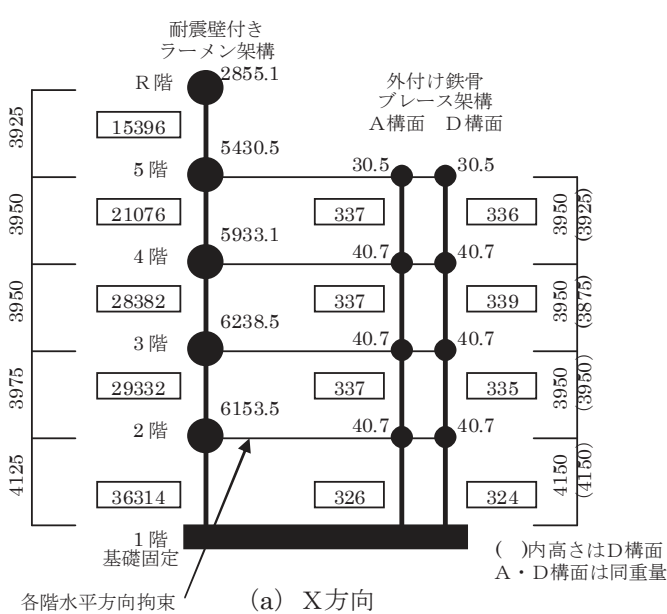 耐震壁付き
ラーメン架構
R階
2855.1
外付け鉄骨
ブレース架構
A構面 D構面
3925
15396
5430.5
5階
30.5
30.5
3950
21076
337
336
3950
(3925)
5933.1
4階
40.7
40.7
3950
28382
337
339
3950
(3875)
6238.5
3階
40.7
40.7
3975
29332
337
335
3950
(3950)
6153.5
2階
40.7
40.7
4125
36314
326
324
4150
(4150)
1階
基礎固定
( )内高さはD構面
A・D構面は同重量
各階水平方向拘束
(a) X方向